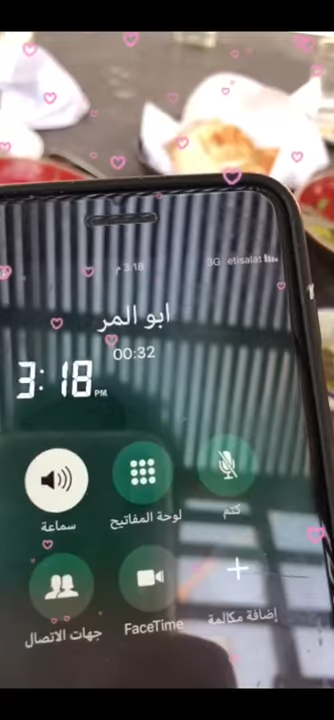 3:18 م 3G etisalat
ابو المر
00:32
3:18 PM
سماعة لوحة المفاتيح كتم
جهات الاتصال FaceTime إضافة مكالمة